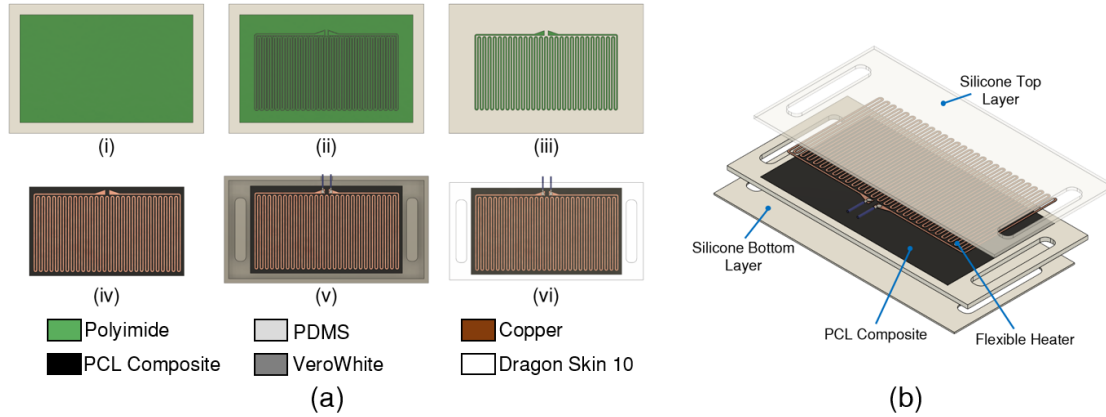 (i)
(ii)
(iii)
(iv)
(v)
(vi)
Polyimide
PDMS
Copper
PCL Composite
VeroWhite
Dragon Skin 10
(a)
Silicone Top
Layer
Silicone Bottom
Layer
PCL Composite
Flexible Heater
(b)